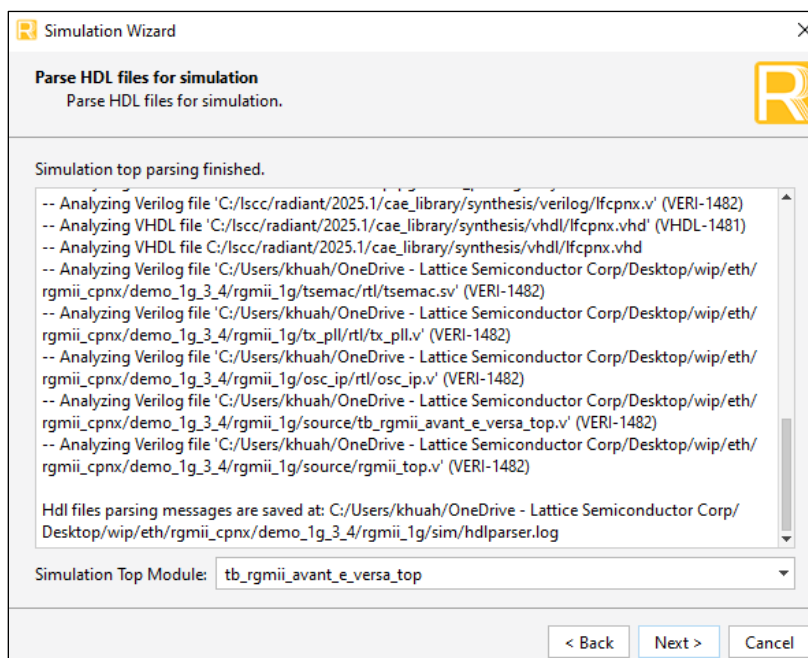 Simulation Wizard
Parse HDL files for simulation
Parse HDL files for simulation.
Simulation top parsing finished.
-- Analyzing Verilog file 'C:/lscc/radiant/2025.1/cae_library/synthesis/verilog/lfcpnx.v' (VERI-1482)
-- Analyzing VHDL file 'C:/lscc/radiant/2025.1/cae_library/synthesis/vhdl/lfcpnx.vhd' (VHDL-1481)
-- Analyzing VHDL file C:/lscc/radiant/2025.1/cae_library/synthesis/vhdl/lfcpnx.vhd
-- Analyzing Verilog file 'C:/Users/khuah/OneDrive - Lattice Semiconductor Corp/Desktop/wip/eth/
rgmii_cpnx/demo_1g_3_4/rgmii_1g/tsemac/rtl/tsemac.sv' (VERI-1482)
-- Analyzing Verilog file 'C:/Users/khuah/OneDrive - Lattice Semiconductor Corp/Desktop/wip/eth/
rgmii_cpnx/demo_1g_3_4/rgmii_1g/tx_pll/rtl/tx_pll.v' (VERI-1482)
-- Analyzing Verilog file 'C:/Users/khuah/OneDrive - Lattice Semiconductor Corp/Desktop/wip/eth/
rgmii_cpnx/demo_1g_3_4/rgmii_1g/osc_ip/rtl/osc_ip.v' (VERI-1482)
-- Analyzing Verilog file 'C:/Users/khuah/OneDrive - Lattice Semiconductor Corp/Desktop/wip/eth/
rgmii_cpnx/demo_1g_3_4/rgmii_1g/source/tb_rgmii_avant_e_versa_top.v' (VERI-1482)
-- Analyzing Verilog file 'C:/Users/khuah/OneDrive - Lattice Semiconductor Corp/Desktop/wip/eth/
rgmii_cpnx/demo_1g_3_4/rgmii_1g/source/rgmii_top.v' (VERI-1482)
Hdl files parsing messages are saved at: C:/Users/khuah/OneDrive - Lattice Semiconductor Corp/
Desktop/wip/eth/rgmii_cpnx/demo_1g_3_4/rgmii_1g/sim/hdlparser.log
Simulation Top Module: tb_rgmii_avant_e_versa_top
< Back Next > Cancel